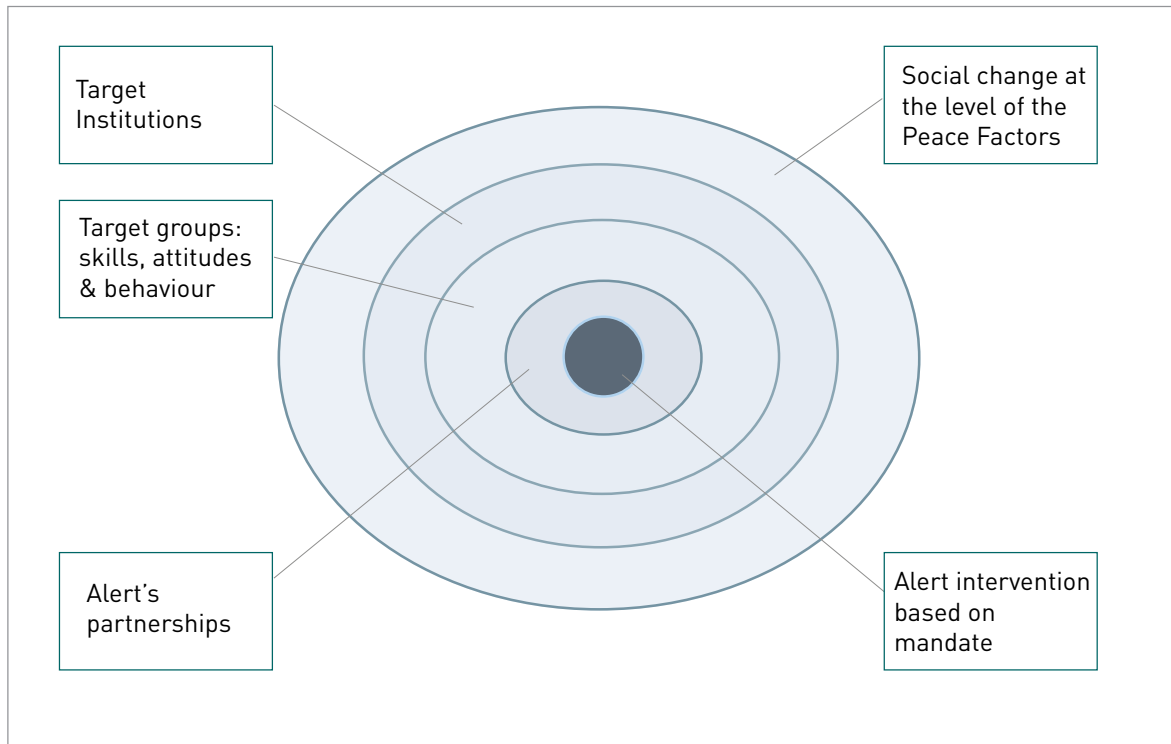 Target
Institutions
Social change at
the level of the
Peace Factors
Target groups:
skills, attitudes
& behaviour
Alert’s
partnerships
Alert intervention
based on
mandate